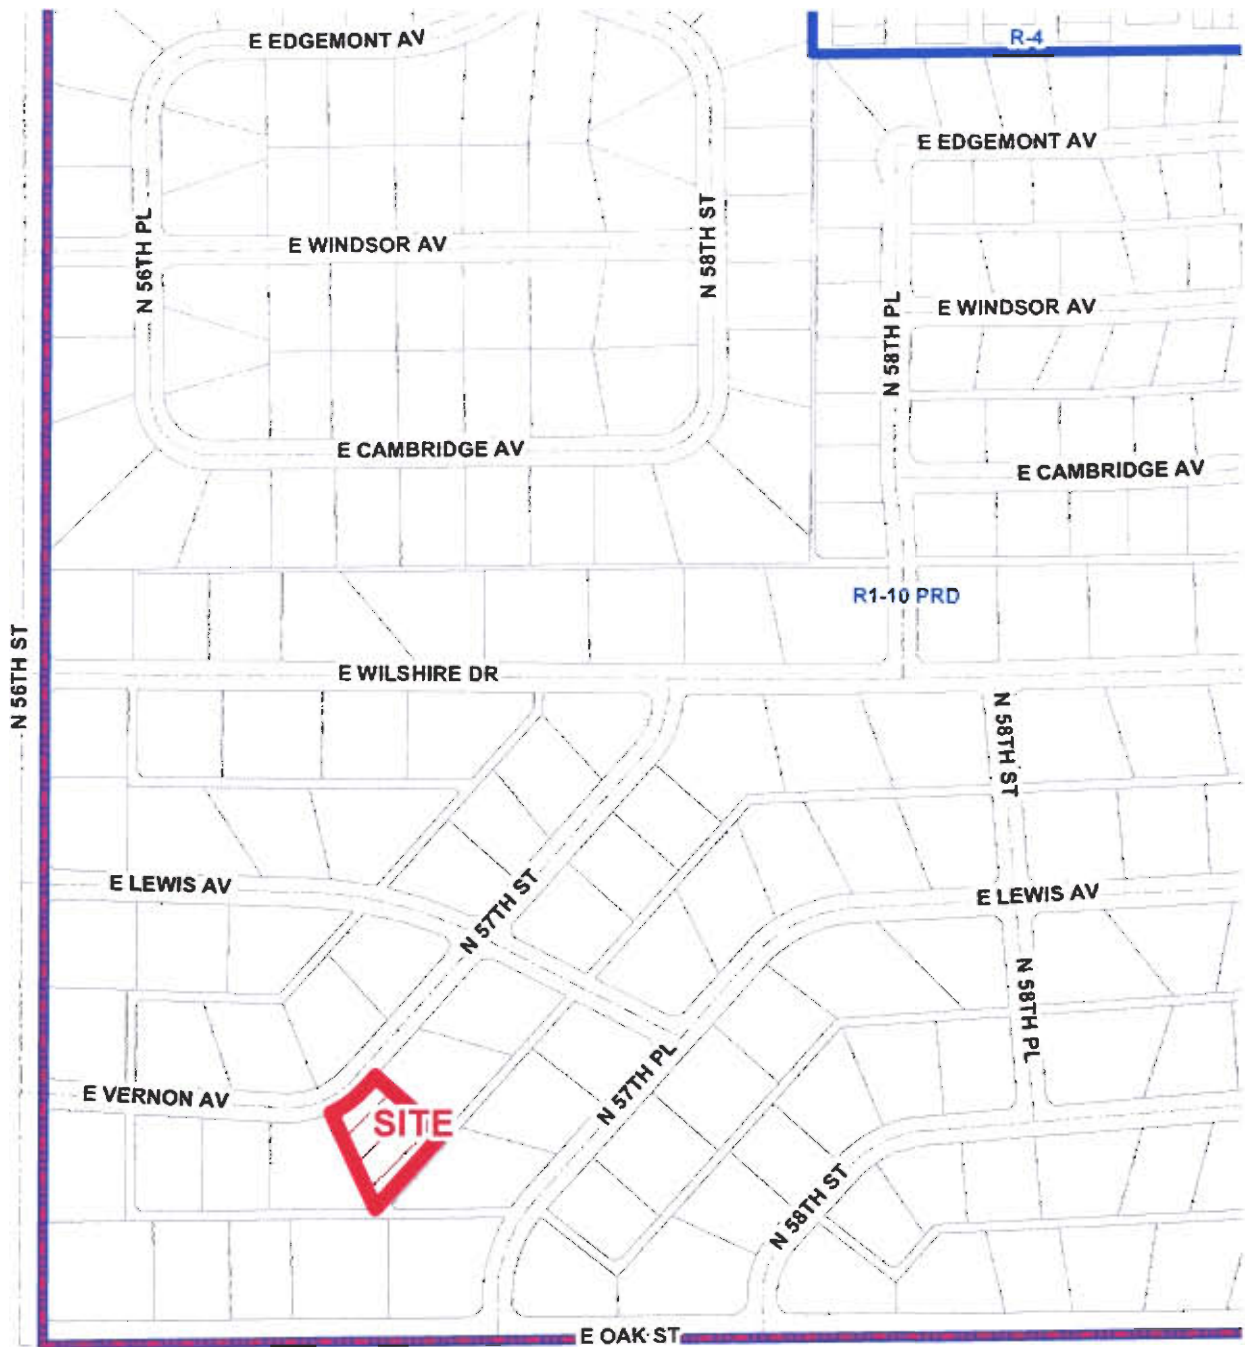 E EDGEMONT AV
R-4
E EDGEMONT AV
N 56TH PL
E WINDSOR AV
N 58TH ST
N 58TH PL
E WINDSOR AV
E CAMBRIDGE AV
E CAMBRIDGE AV
R1-10 PRD
N 56TH ST
E WILSHIRE DR
N 58TH ST
E LEWIS AV
N 57TH ST
E LEWIS AV
N 58TH PL
E VERNON AV
SITE
N 57TH PL
N 58TH ST
E OAK ST